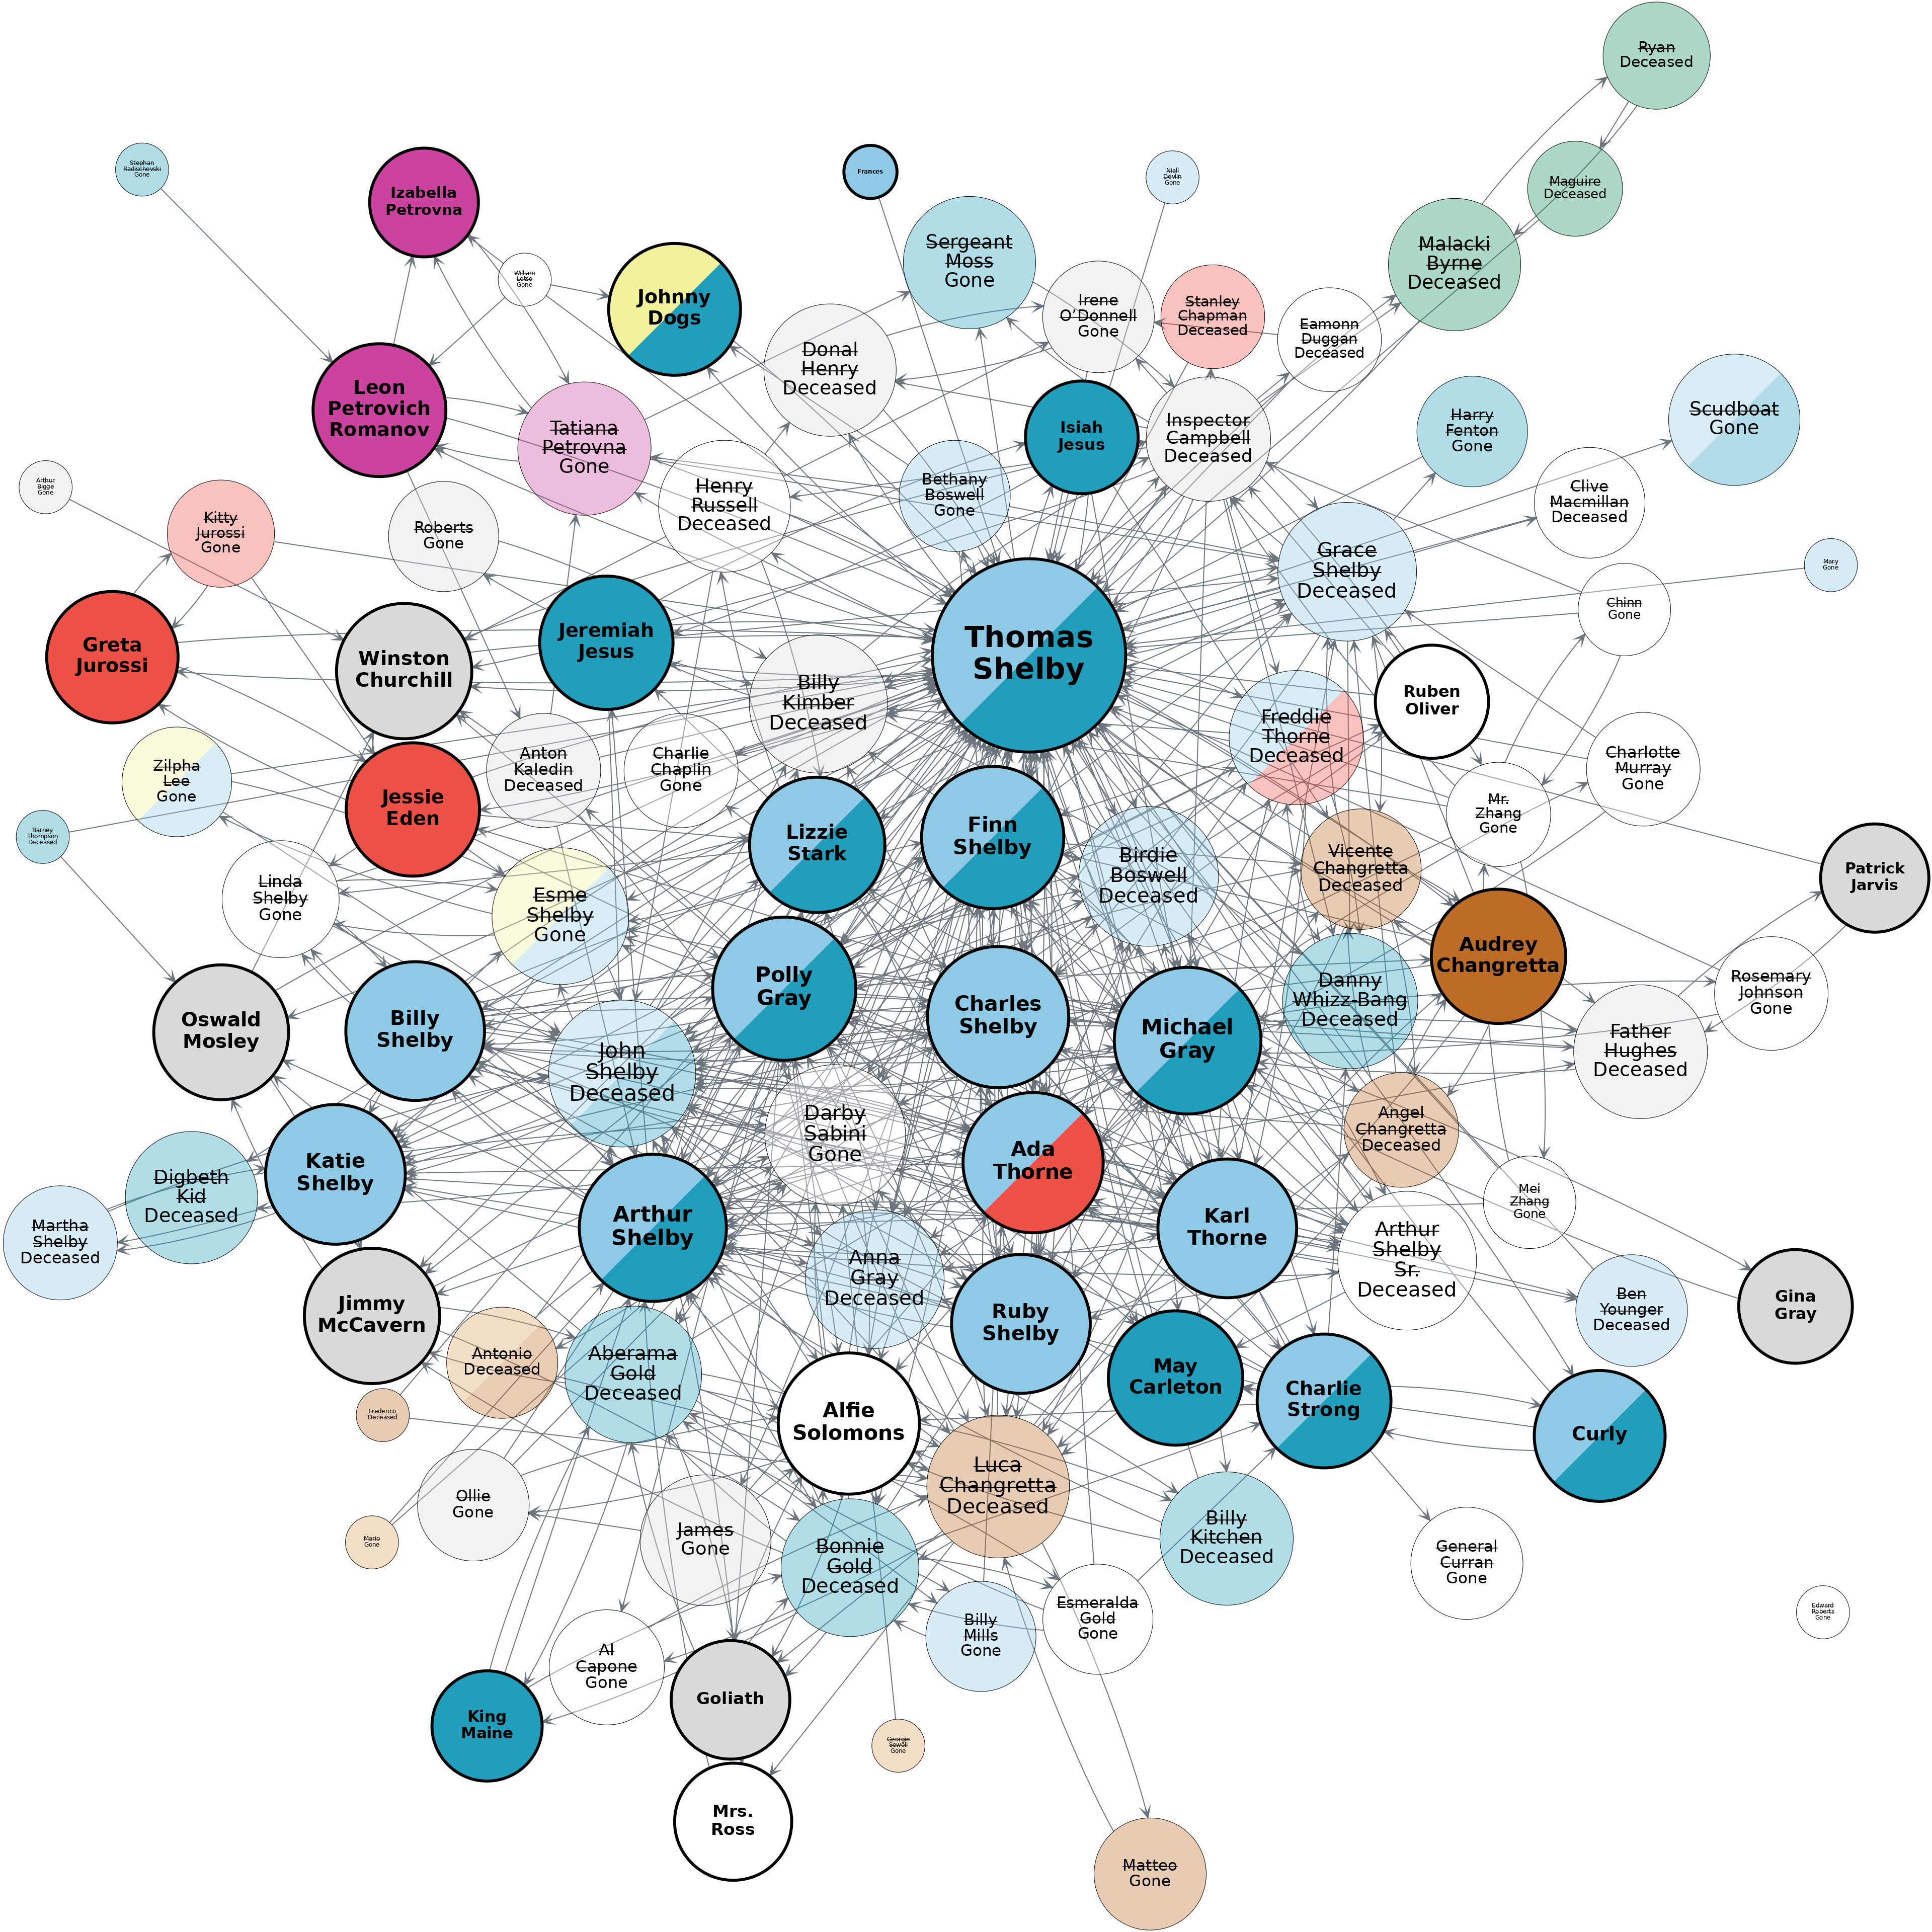 Ryan
Deceased
Stephan
Radischevski
Gone
Izabella
Petrovna
Frances
Niall
Devlin
Gone
Maguire
Deceased
William
Letso
Gone
Johnny
Dogs
Sergeant
Moss
Gone
Irene
O'Donnell
Gone
Stanley
Chapman
Deceased
Eamonn
Duggan
Deceased
Malacki
Byrne
Deceased
Leon
Petrovich
Romanov
Donal
Henry
Deceased
Tatiana
Petrovna
Gone
Isiah
Jesus
Inspector
Campbell
Deceased
Harry
Fenton
Gone
Scudboat
Gone
Arthur
Bigge
Gone
Kitty
Jurossi
Gone
Roberts
Gone
Henry
Russell
Deceased
Bethany
Boswell
Gone
Clive
Macmillan
Deceased
Grace
Shelby
Deceased
Mary
Gone
Chinn
Gone
Greta
Jurossi
Winston
Churchill
Jeremiah
Jesus
Thomas
Shelby
Billy
Kimber
Deceased
Ruben
Oliver
Freddie
Thorne
Deceased
Zilpha
Lee
Gone
Jessie
Eden
Anton
Kaledin
Deceased
Charlie
Chaplin
Gone
Charlotte
Murray
Gone
Mr.
Zhang
Gone
Barney
Thompson
Deceased
Lizzie
Stark
Finn
Shelby
Birdie
Boswell
Deceased
Vicente
Changretta
Deceased
Patrick
Jarvis
Linda
Shelby
Gone
Esme
Shelby
Gone
Audrey
Changretta
Polly
Gray
Charles
Shelby
Michael
Gray
Danny
Whizz-Bang
Deceased
Rosemary
Johnson
Gone
Oswald
Mosley
Billy
Shelby
John
Shelby
Deceased
Father
Hughes
Deceased
Darby
Sabini
Gone
Angel
Changretta
Deceased
Katie
Shelby
Digbeth
Kid
Deceased
Ada
Thorne
Mei
Zhang
Gone
Martha
Shelby
Deceased
Arthur
Shelby
Karl
Thorne
Arthur
Shelby
Sr.
Deceased
Anna
Gray
Deceased
Jimmy
McCavern
Ruby
Shelby
Ben
Younger
Deceased
Gina
Gray
Antonio
Deceased
Aberama
Gold
Deceased
May
Carleton
Charlie
Strong
Frederico
Deceased
Alfie
Solomons
Curly
Ollie
Gone
Luca
Changretta
Deceased
Mario
Gone
James
Gone
Bonnie
Gold
Deceased
Billy
Kitchen
Deceased
General
Curran
Gone
Edward
Roberts
Gone
Esmeralda
Gold
Gone
Billy
Mills
Gone
Al
Capone
Gone
Goliath
King
Maine
Georgie
Sewell
Gone
Mrs.
Ross
Matteo
Gone